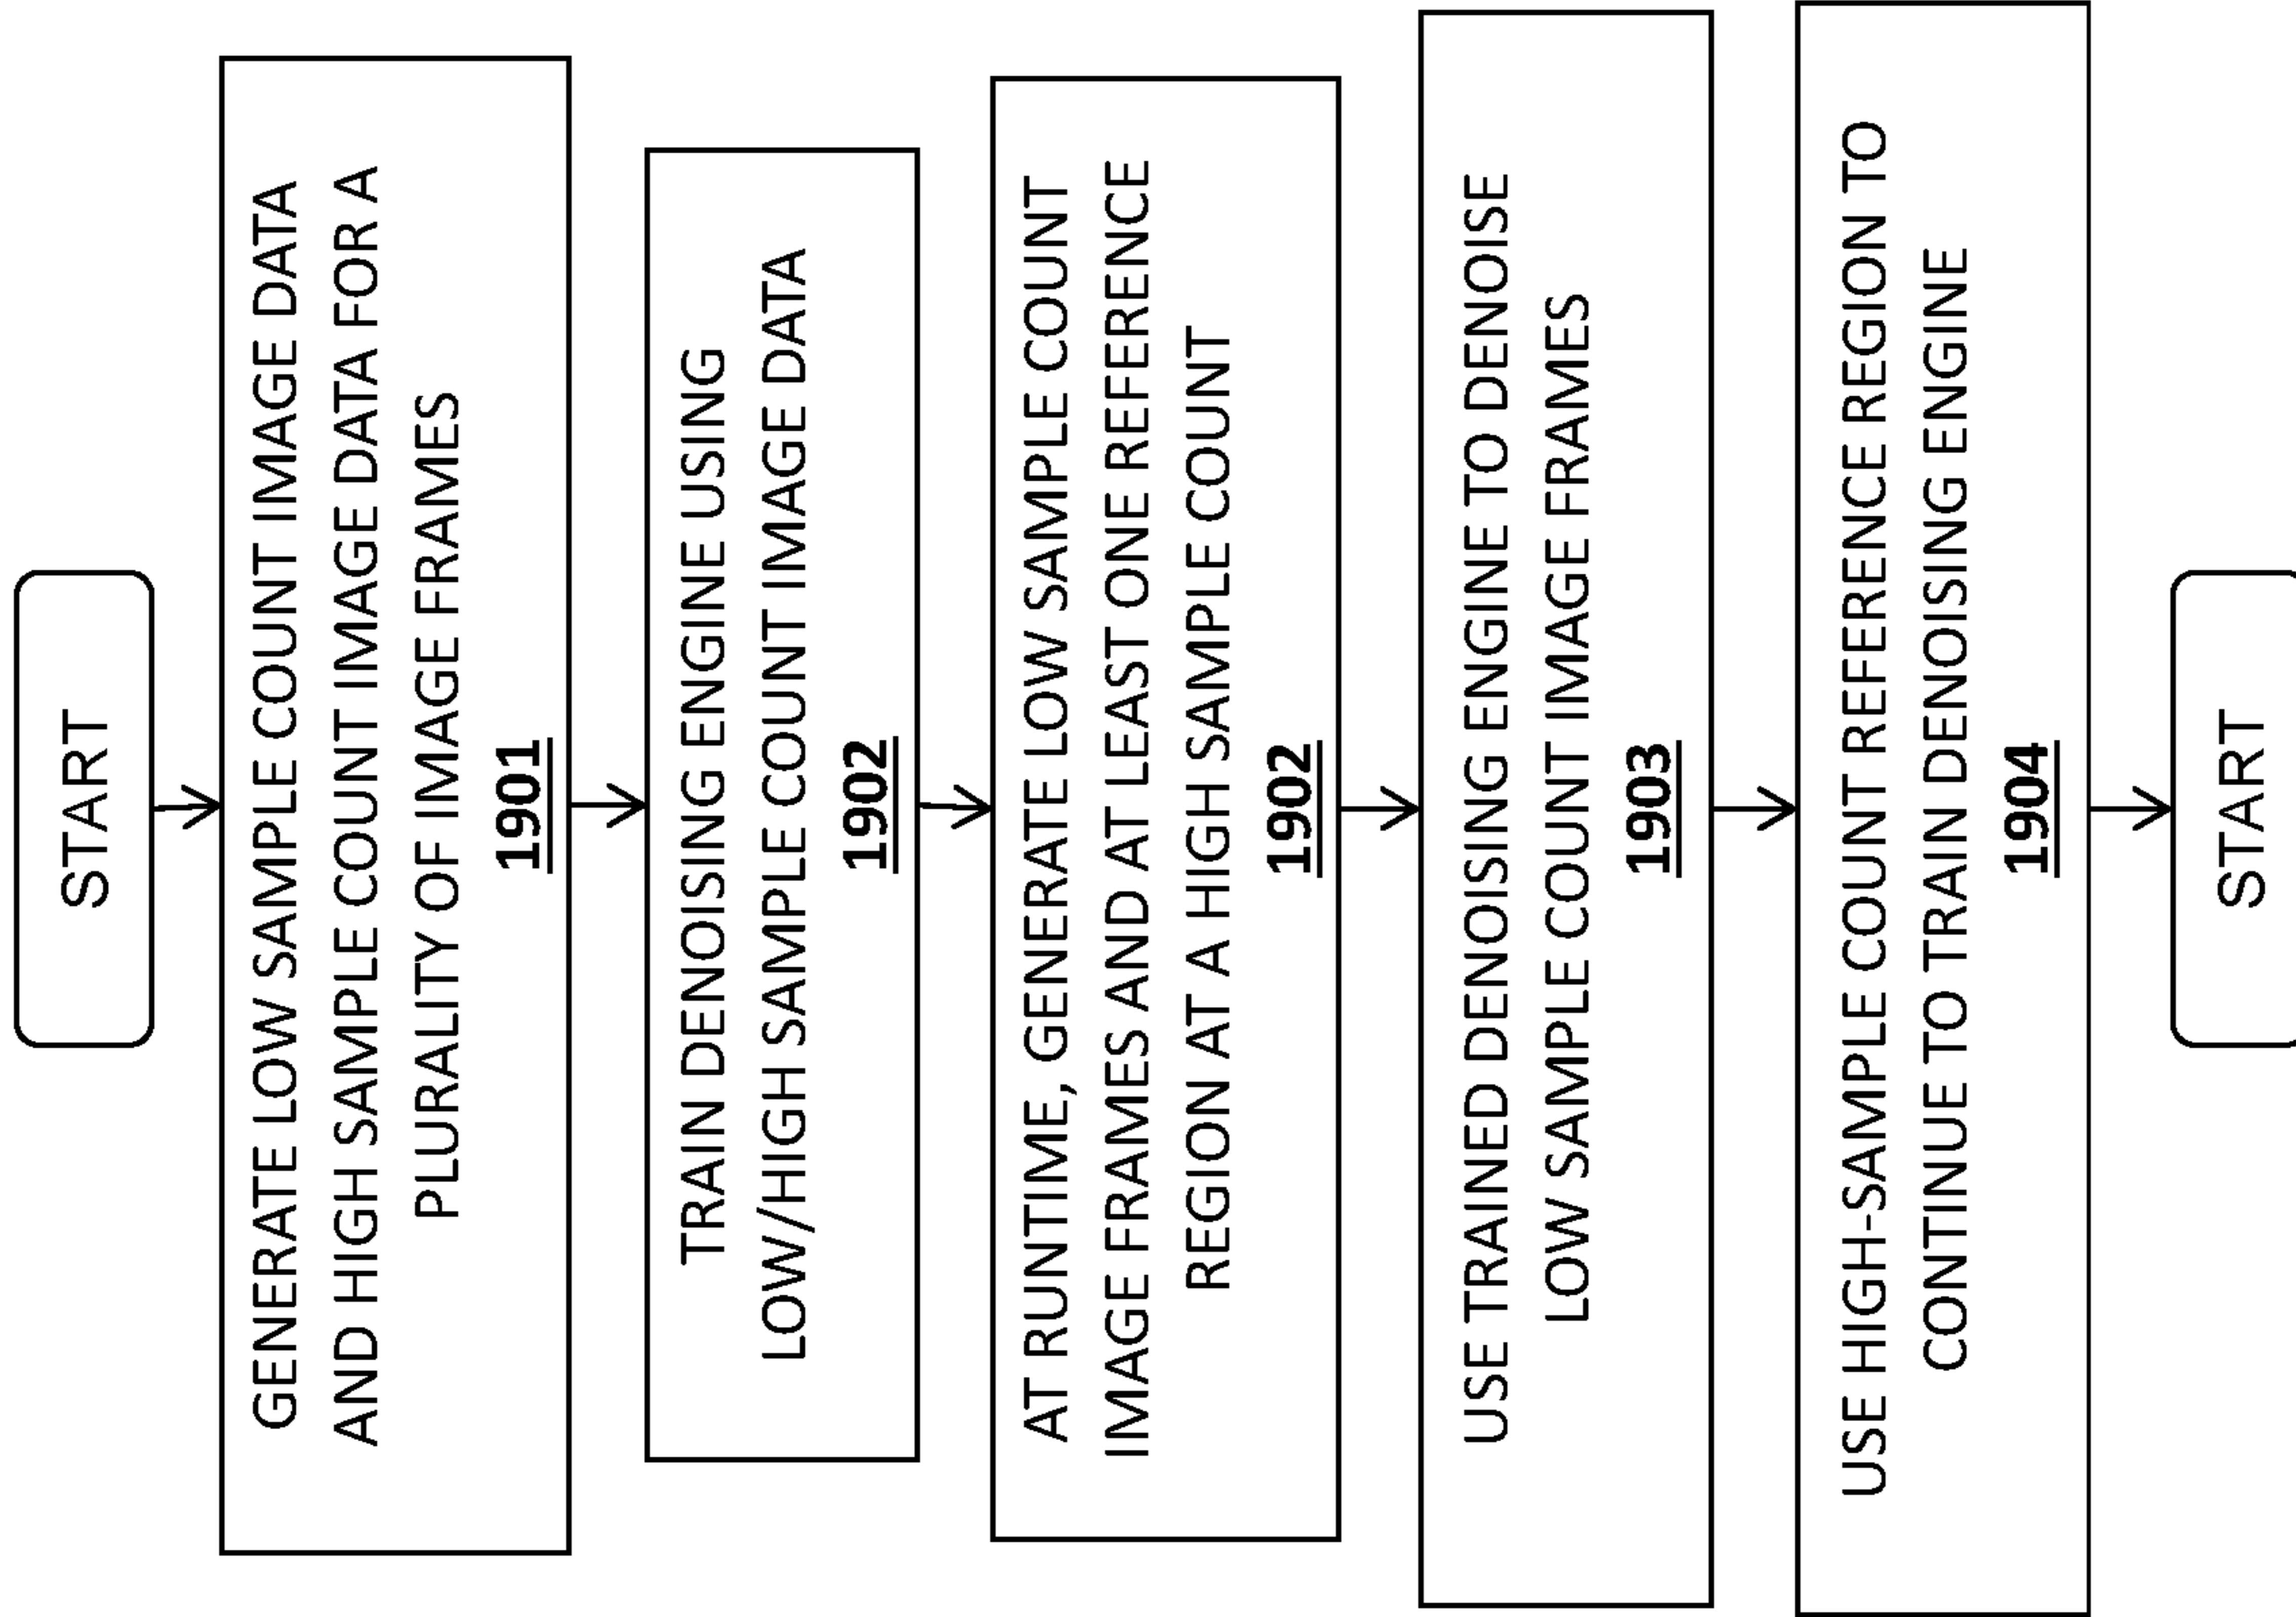 START
GENERATE LOW SAMPLE COUNT IMAGE DATA
AND HIGH SAMPLE COUNT IMAGE DATA FOR A
PLURALITY OF IMAGE FRAMES
1901
TRAIN DENOISING ENGINE USING
LOW/HIGH SAMPLE COUNT IMAGE DATA
1902
AT RUNTIME, GENERATE LOW SAMPLE COUNT
IMAGE FRAMES AND AT LEAST ONE REFERENCE
REGION AT A HIGH SAMPLE COUNT
1902
USE TRAINED DENOISING ENGINE TO DENOISE
LOW SAMPLE COUNT IMAGE FRAMES
1903
USE HIGH-SAMPLE COUNT REFERENCE REGION TO
CONTINUE TO TRAIN DENOISING ENGINE
1904
START